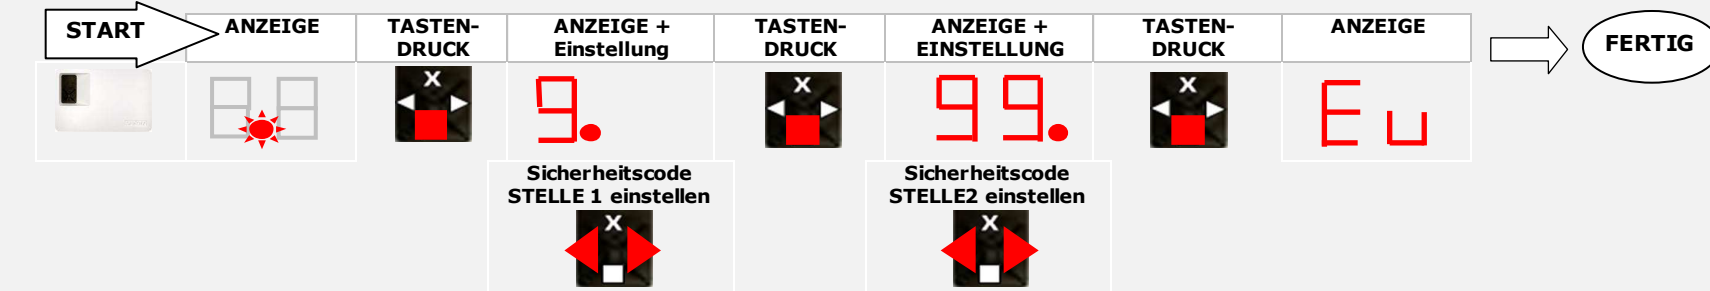 START
ANZEIGE
TASTEN-
DRUCK
ANZEIGE +
Einstellung
TASTEN-
DRUCK
ANZEIGE +
EINSTELLUNG
TASTEN-
DRUCK
ANZEIGE
FERTIG
X
9.
X
99.
X
Eu
Sicherheitscode
STELLE 1 einstellen
X
Sicherheitscode
STELLE2 einstellen
X